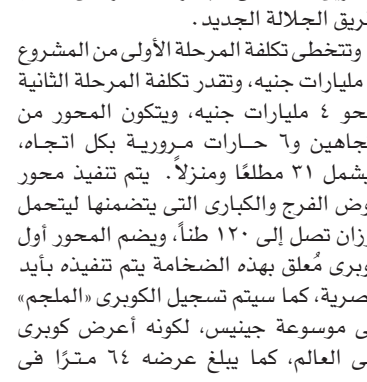 ريق الجلالة الجديد.
وتتخطى تكلفة المرحلة الأولى من المشروع
مليارات جنيه، وتقدر تكلفة المرحلة الثانية
حو ٤ مليارات جنيه، ويتكون المحور من
جاهين و٦ حارات مرورية بكل اتجاه،
يشمل ٣١ مطلعًا ومنزلاً. يتم تنفيذ محور
وض الفرج والكبارى التى يتضمنها ليتحمل
وزان تصل إلى ١٢٠ طناً، ويضم المحور أول
وبرى مُعلق بهذه الضخامة يتم تنفيذه بأيد
صرية، كما سيتم تسجيل الكوبرى «الملجم»
ى موسوعة جينيس، لكونه أعرض كوبرى
ى العالم، كما يبلغ عرضه ٦٤ مترًا فى